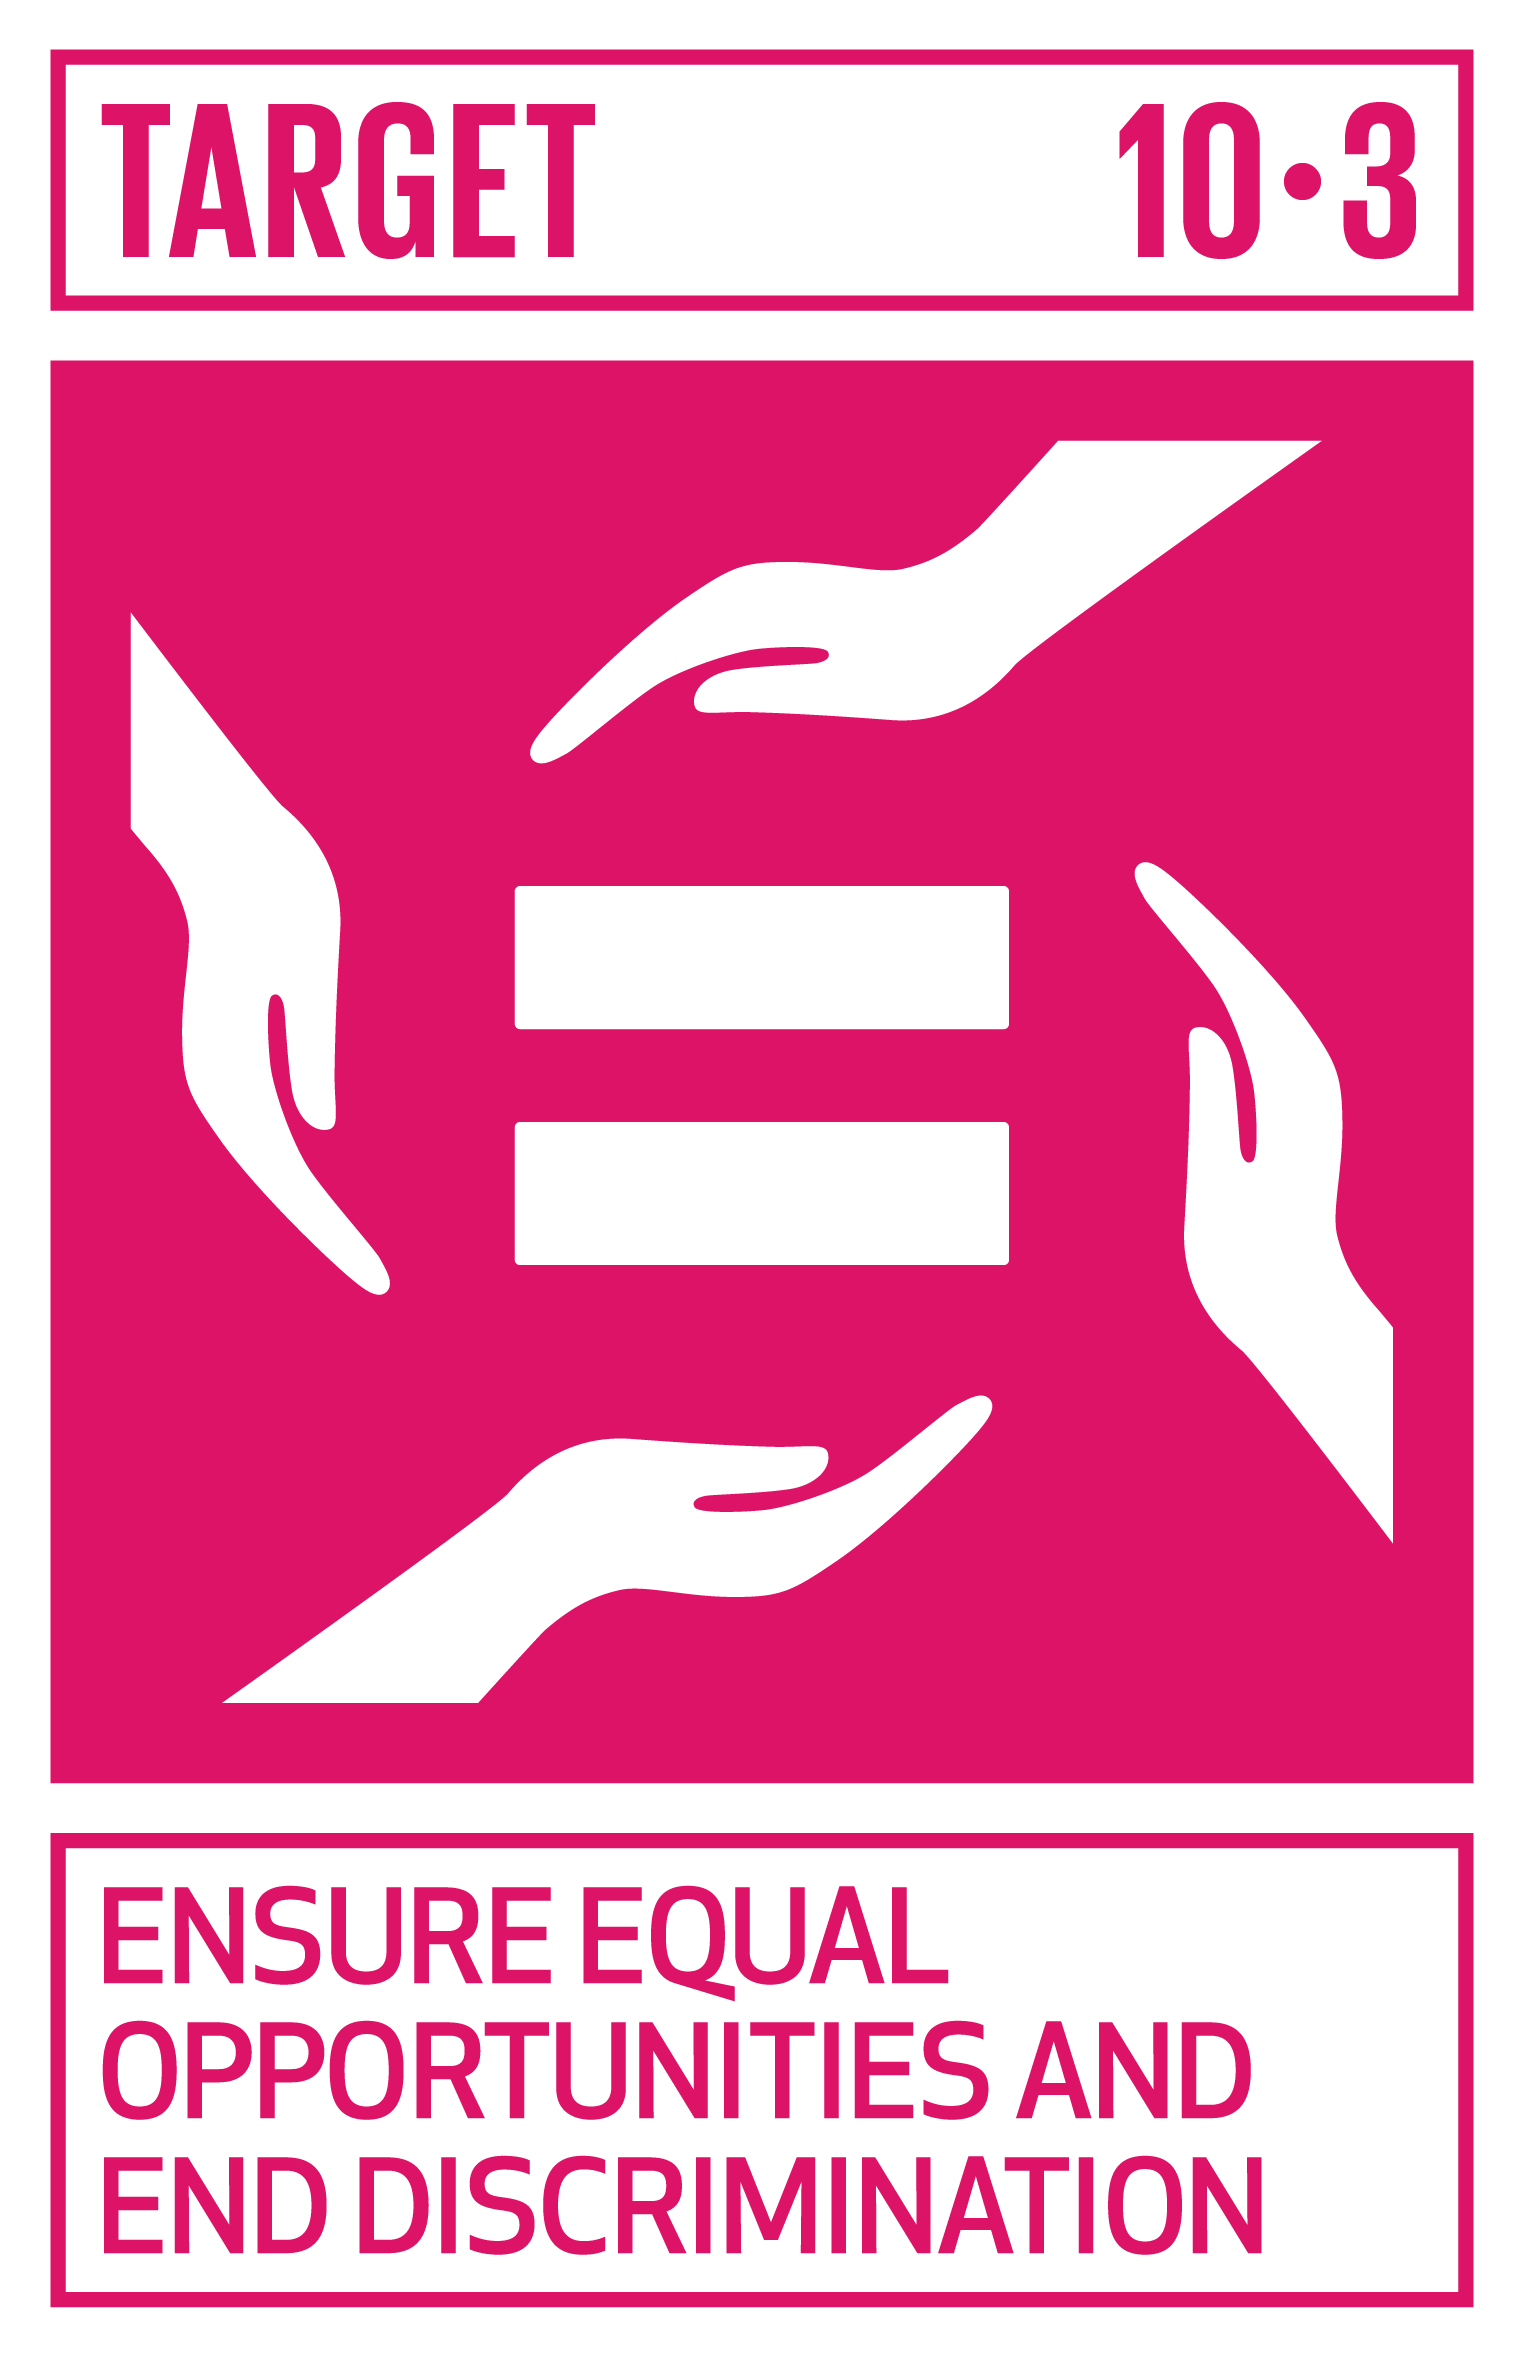 TARGET 10•3
ENSURE EQUAL
OPPORTUNITIES AND
END DISCRIMINATION